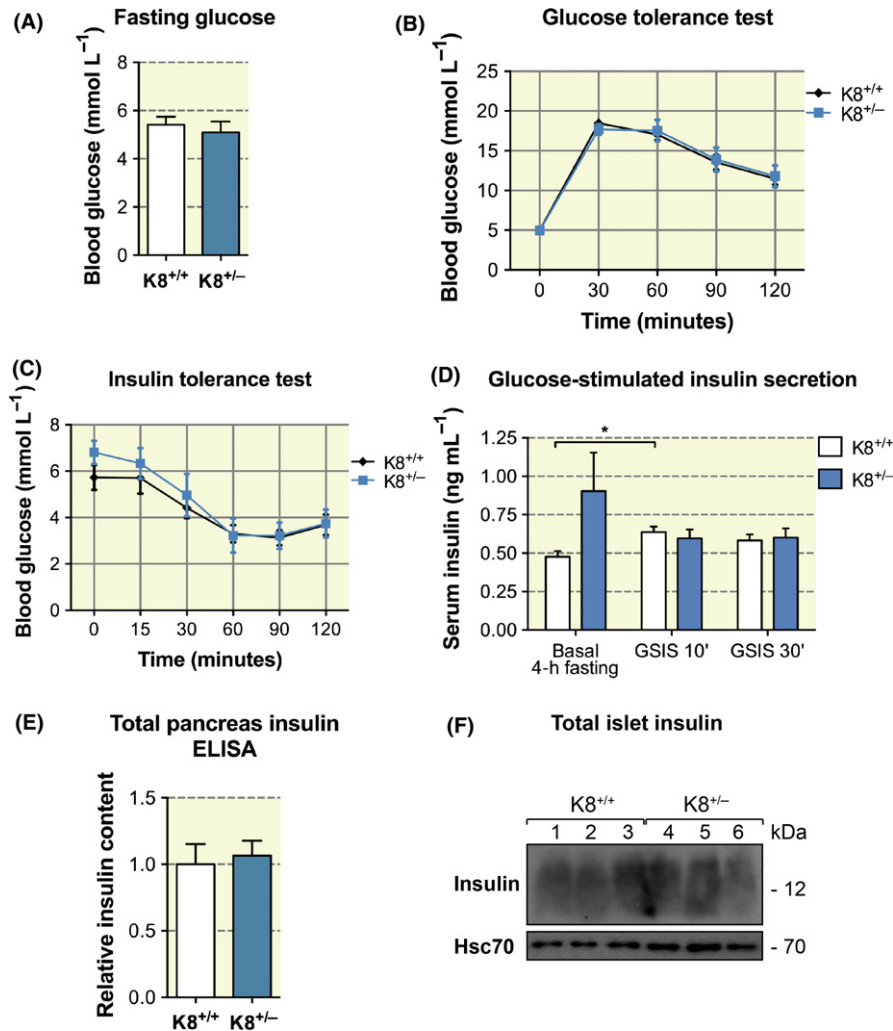 (A)
Fasting glucose
Blood glucose (mmol L⁻¹)
8
6
4
2
0
K8⁺/⁺ K8⁺/⁻
(B)
Glucose tolerance test
Blood glucose (mmol L⁻¹)
25
20
15
10
5
0
0 30 60 90 120
Time (minutes)
K8⁺/⁺
K8⁺/⁻
(C)
Insulin tolerance test
Blood glucose (mmol L⁻¹)
8
6
4
2
0
0 15 30 60 90 120
Time (minutes)
K8⁺/⁺
K8⁺/⁻
(D)
Glucose-stimulated insulin secretion
Serum insulin (ng mL⁻¹)
1.25
1.00
0.75
0.50
0.25
0.00
*
Basal GSIS 10' GSIS 30'
4-h fasting
K8⁺/⁺
K8⁺/⁻
(E)
Total pancreas insulin
ELISA
Relative insulin content
1.5
1.0
0.5
0.0
K8⁺/⁺ K8⁺/⁻
(F)
Total islet insulin
K8⁺/⁺ K8⁺/⁻
1 2 3 4 5 6 kDa
Insulin - 12
Hsc70 - 70